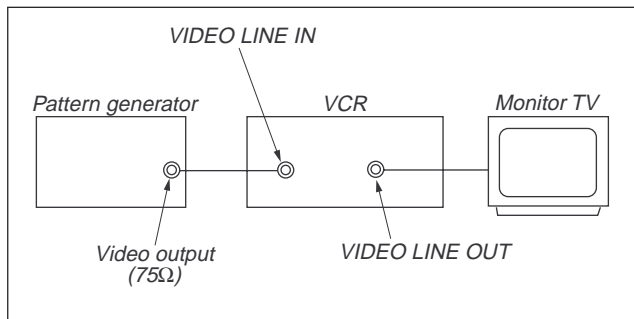 VIDEO LINE IN
Pattern generator
VCR
Monitor TV
Video output
(75Ω)
VIDEO LINE OUT